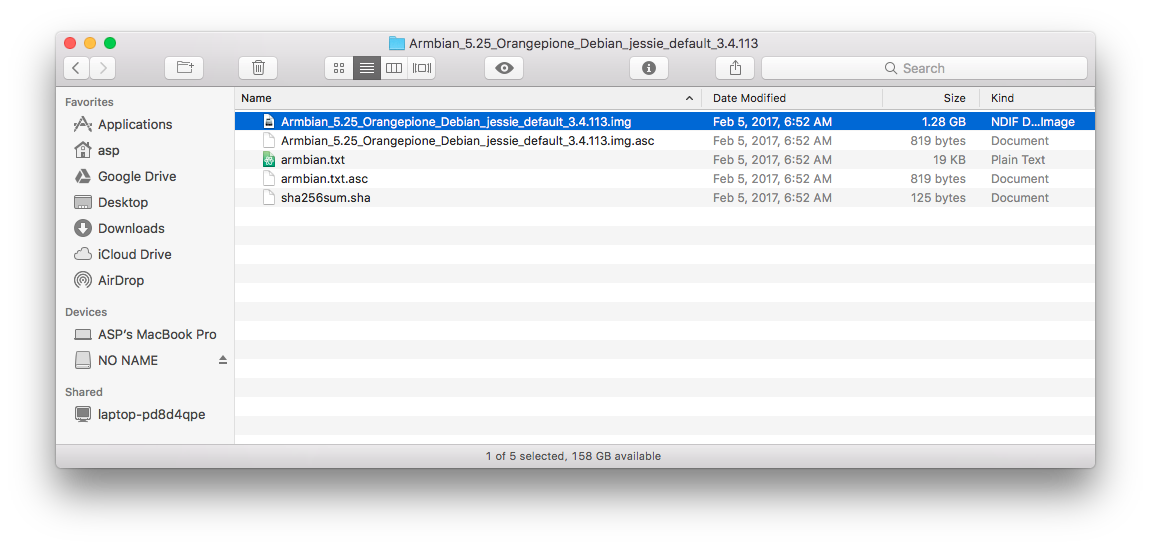 Armbian_5.25_Orangepione_Debian_jessie_default_3.4.113
Search
Favorites
Applications
asp
Google Drive
Desktop
Downloads
iCloud Drive
AirDrop
Devices
ASP's MacBook Pro
NO NAME
Shared
laptop-pd8d4qpe
Name Date Modified Size Kind
Armbian_5.25_Orangepione_Debian_jessie_default_3.4.113.img Feb 5, 2017, 6:52 AM 1.28 GB NDIF D...Image
Armbian_5.25_Orangepione_Debian_jessie_default_3.4.113.img.asc Feb 5, 2017, 6:52 AM 819 bytes Document
armbian.txt Feb 5, 2017, 6:52 AM 19 KB Plain Text
armbian.txt.asc Feb 5, 2017, 6:52 AM 819 bytes Document
sha256sum.sha Feb 5, 2017, 6:52 AM 125 bytes Document
1 of 5 selected, 158 GB available